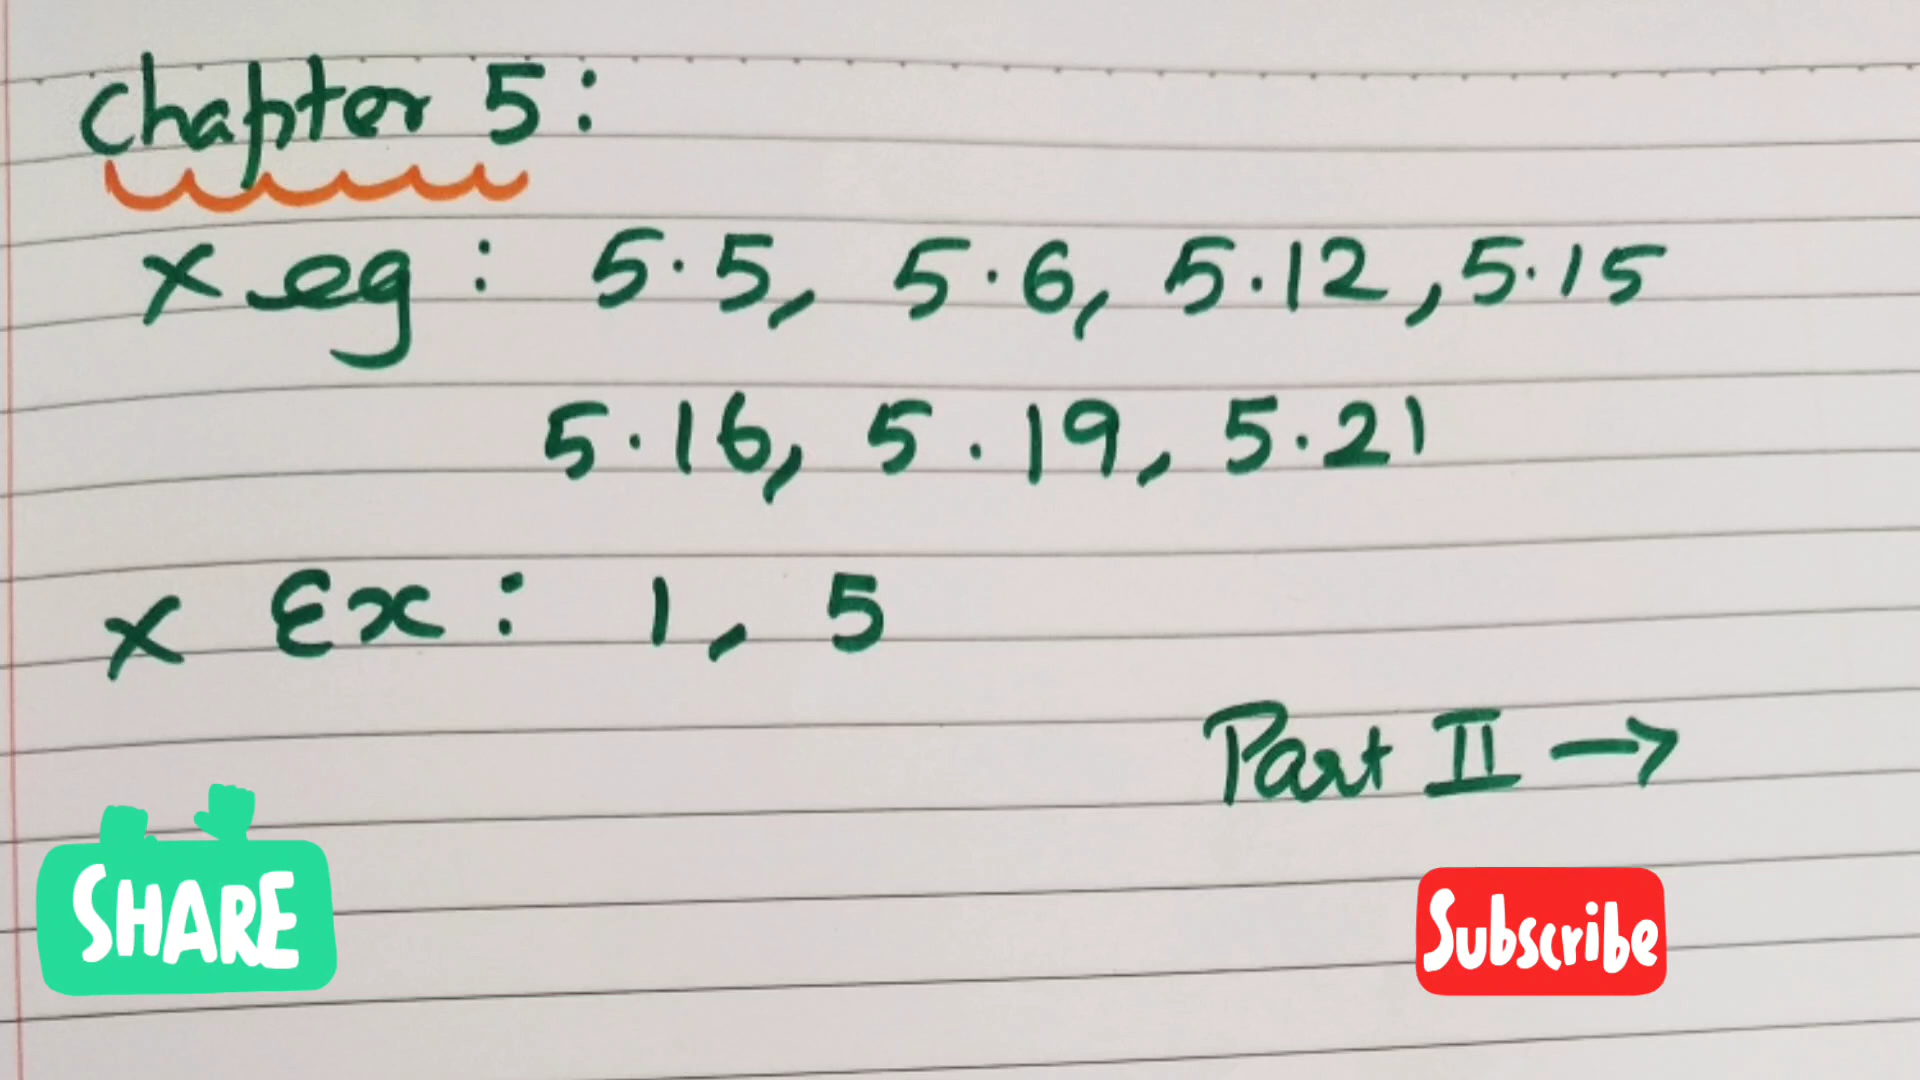 Chapter 5:
x eg: 5.5, 5.6, 5.12, 5.15
5.16, 5.19, 5.21
x Ex: 1, 5
Part II →
SHARE
Subscribe